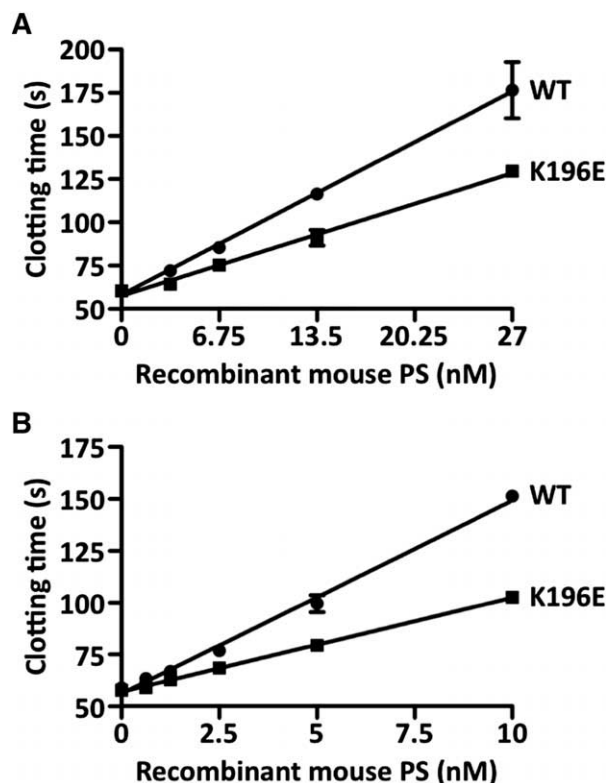 A
Clotting time (s)
200
175
150
125
100
75
50
WT
K196E
0 6.75 13.5 20.25 27
Recombinant mouse PS (nM)
B
Clotting time (s)
175
150
125
100
75
50
WT
K196E
0 2.5 5 7.5 10
Recombinant mouse PS (nM)